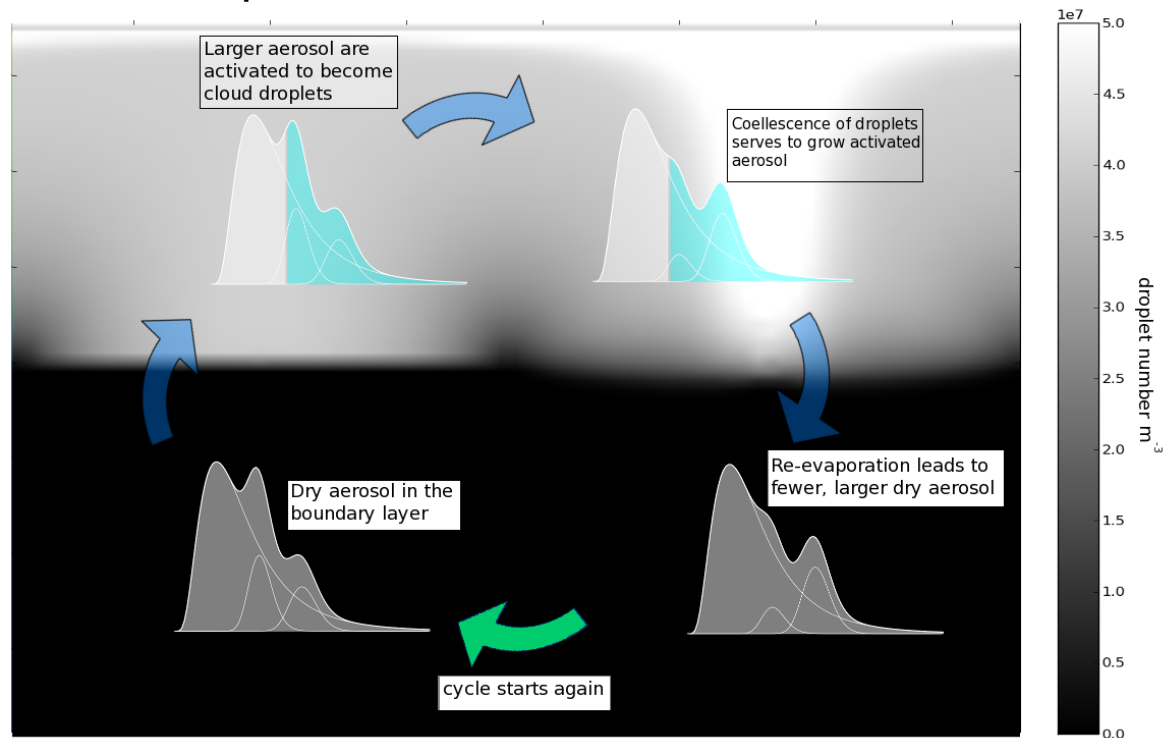 Larger aerosol are
activated to become
cloud droplets
Coellescence of droplets
serves to grow activated
aerosol
Re-evaporation leads to
fewer, larger dry aerosol
Dry aerosol in the
boundary layer
cycle starts again
1e7
5.0
4.5
4.0
3.5
3.0
2.5
2.0
1.5
1.0
0.5
0.0
droplet number m⁻³